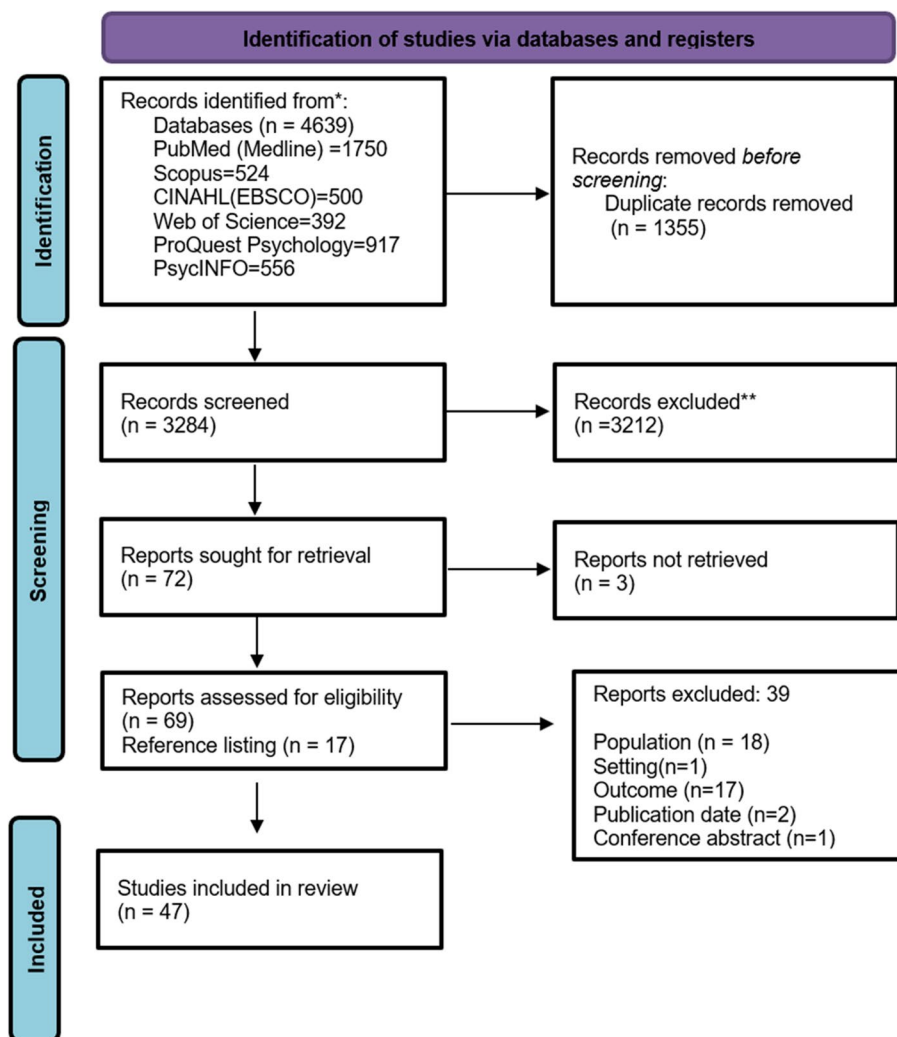 Identification of studies via databases and registers
Identification
Records identified from*:
Databases (n = 4639)
PubMed (Medline) =1750
Scopus=524
CINAHL(EBSCO)=500
Web of Science=392
ProQuest Psychology=917
PsycINFO=556
Records removed before
screening:
Duplicate records removed
(n = 1355)
Screening
Records screened
(n = 3284)
Records excluded**
(n =3212)
Reports sought for retrieval
(n = 72)
Reports not retrieved
(n = 3)
Reports assessed for eligibility
(n = 69)
Reference listing (n = 17)
Reports excluded: 39
Population (n = 18)
Setting(n=1)
Outcome (n=17)
Publication date (n=2)
Conference abstract (n=1)
Included
Studies included in review
(n = 47)